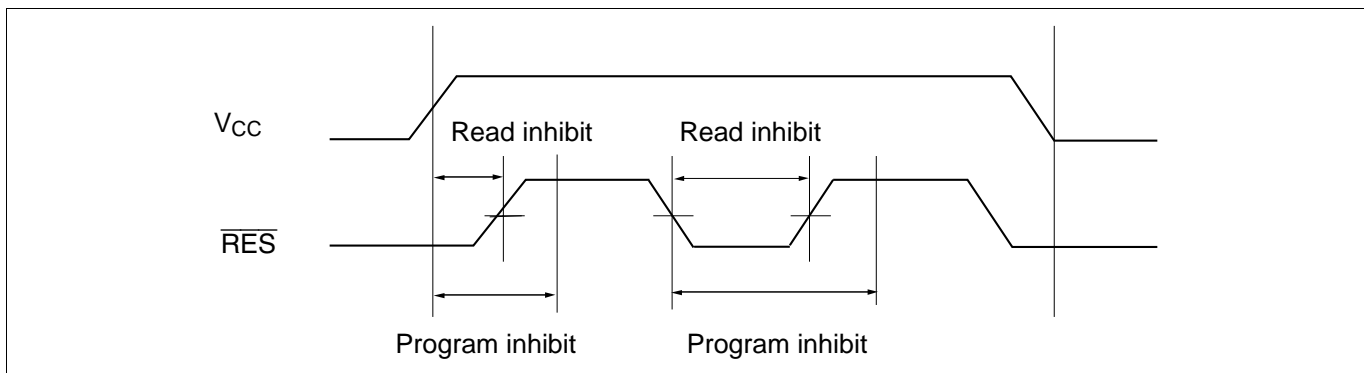 VCC
Read inhibit Read inhibit
RES
Program inhibit Program inhibit